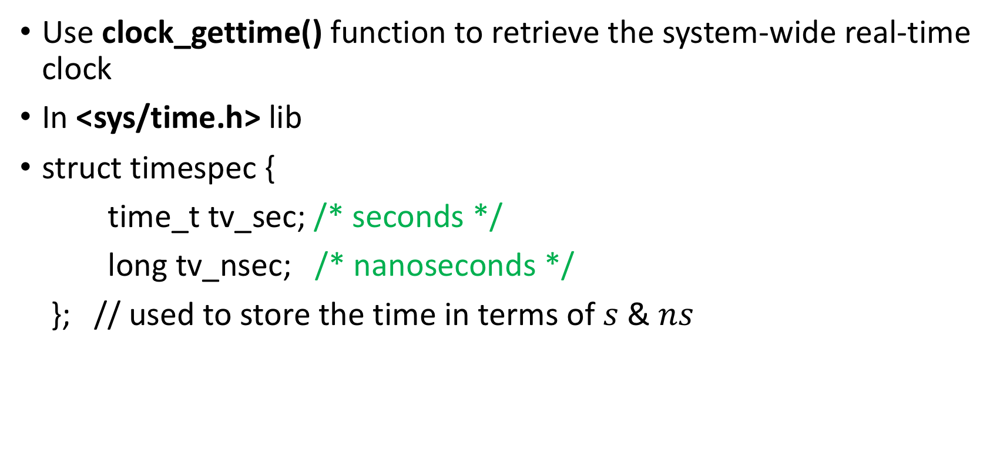 • Use clock_gettime() function to retrieve the system-wide real-time
clock
• In <sys/time.h> lib
• struct timespec {
time_t tv_sec; /* seconds */
long tv_nsec; /* nanoseconds */
}; // used to store the time in terms of s & ns